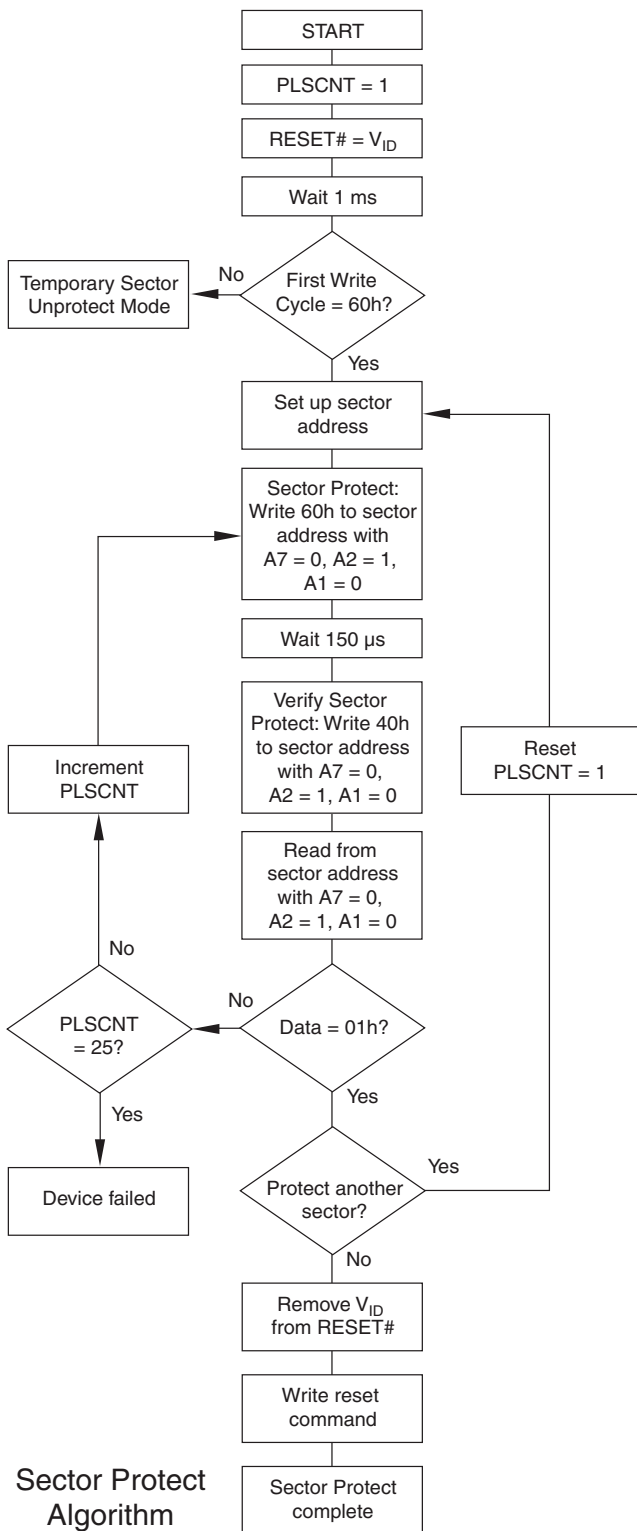 START
PLSCNT = 1
RESET# = VID
Wait 1 ms
First Write
Cycle = 60h?
No
Temporary Sector
Unprotect Mode
Yes
Set up sector
address
Sector Protect:
Write 60h to sector
address with
A7 = 0, A2 = 1,
A1 = 0
Wait 150 µs
Verify Sector
Protect: Write 40h
to sector address
with A7 = 0,
A2 = 1, A1 = 0
Increment
PLSCNT
Reset
PLSCNT = 1
Read from
sector address
with A7 = 0,
A2 = 1, A1 = 0
No
PLSCNT
= 25?
No
Data = 01h?
Yes
Yes
Device failed
Protect another
sector?
Yes
No
Remove VID
from RESET#
Write reset
command
Sector Protect
complete
Sector Protect
Algorithm